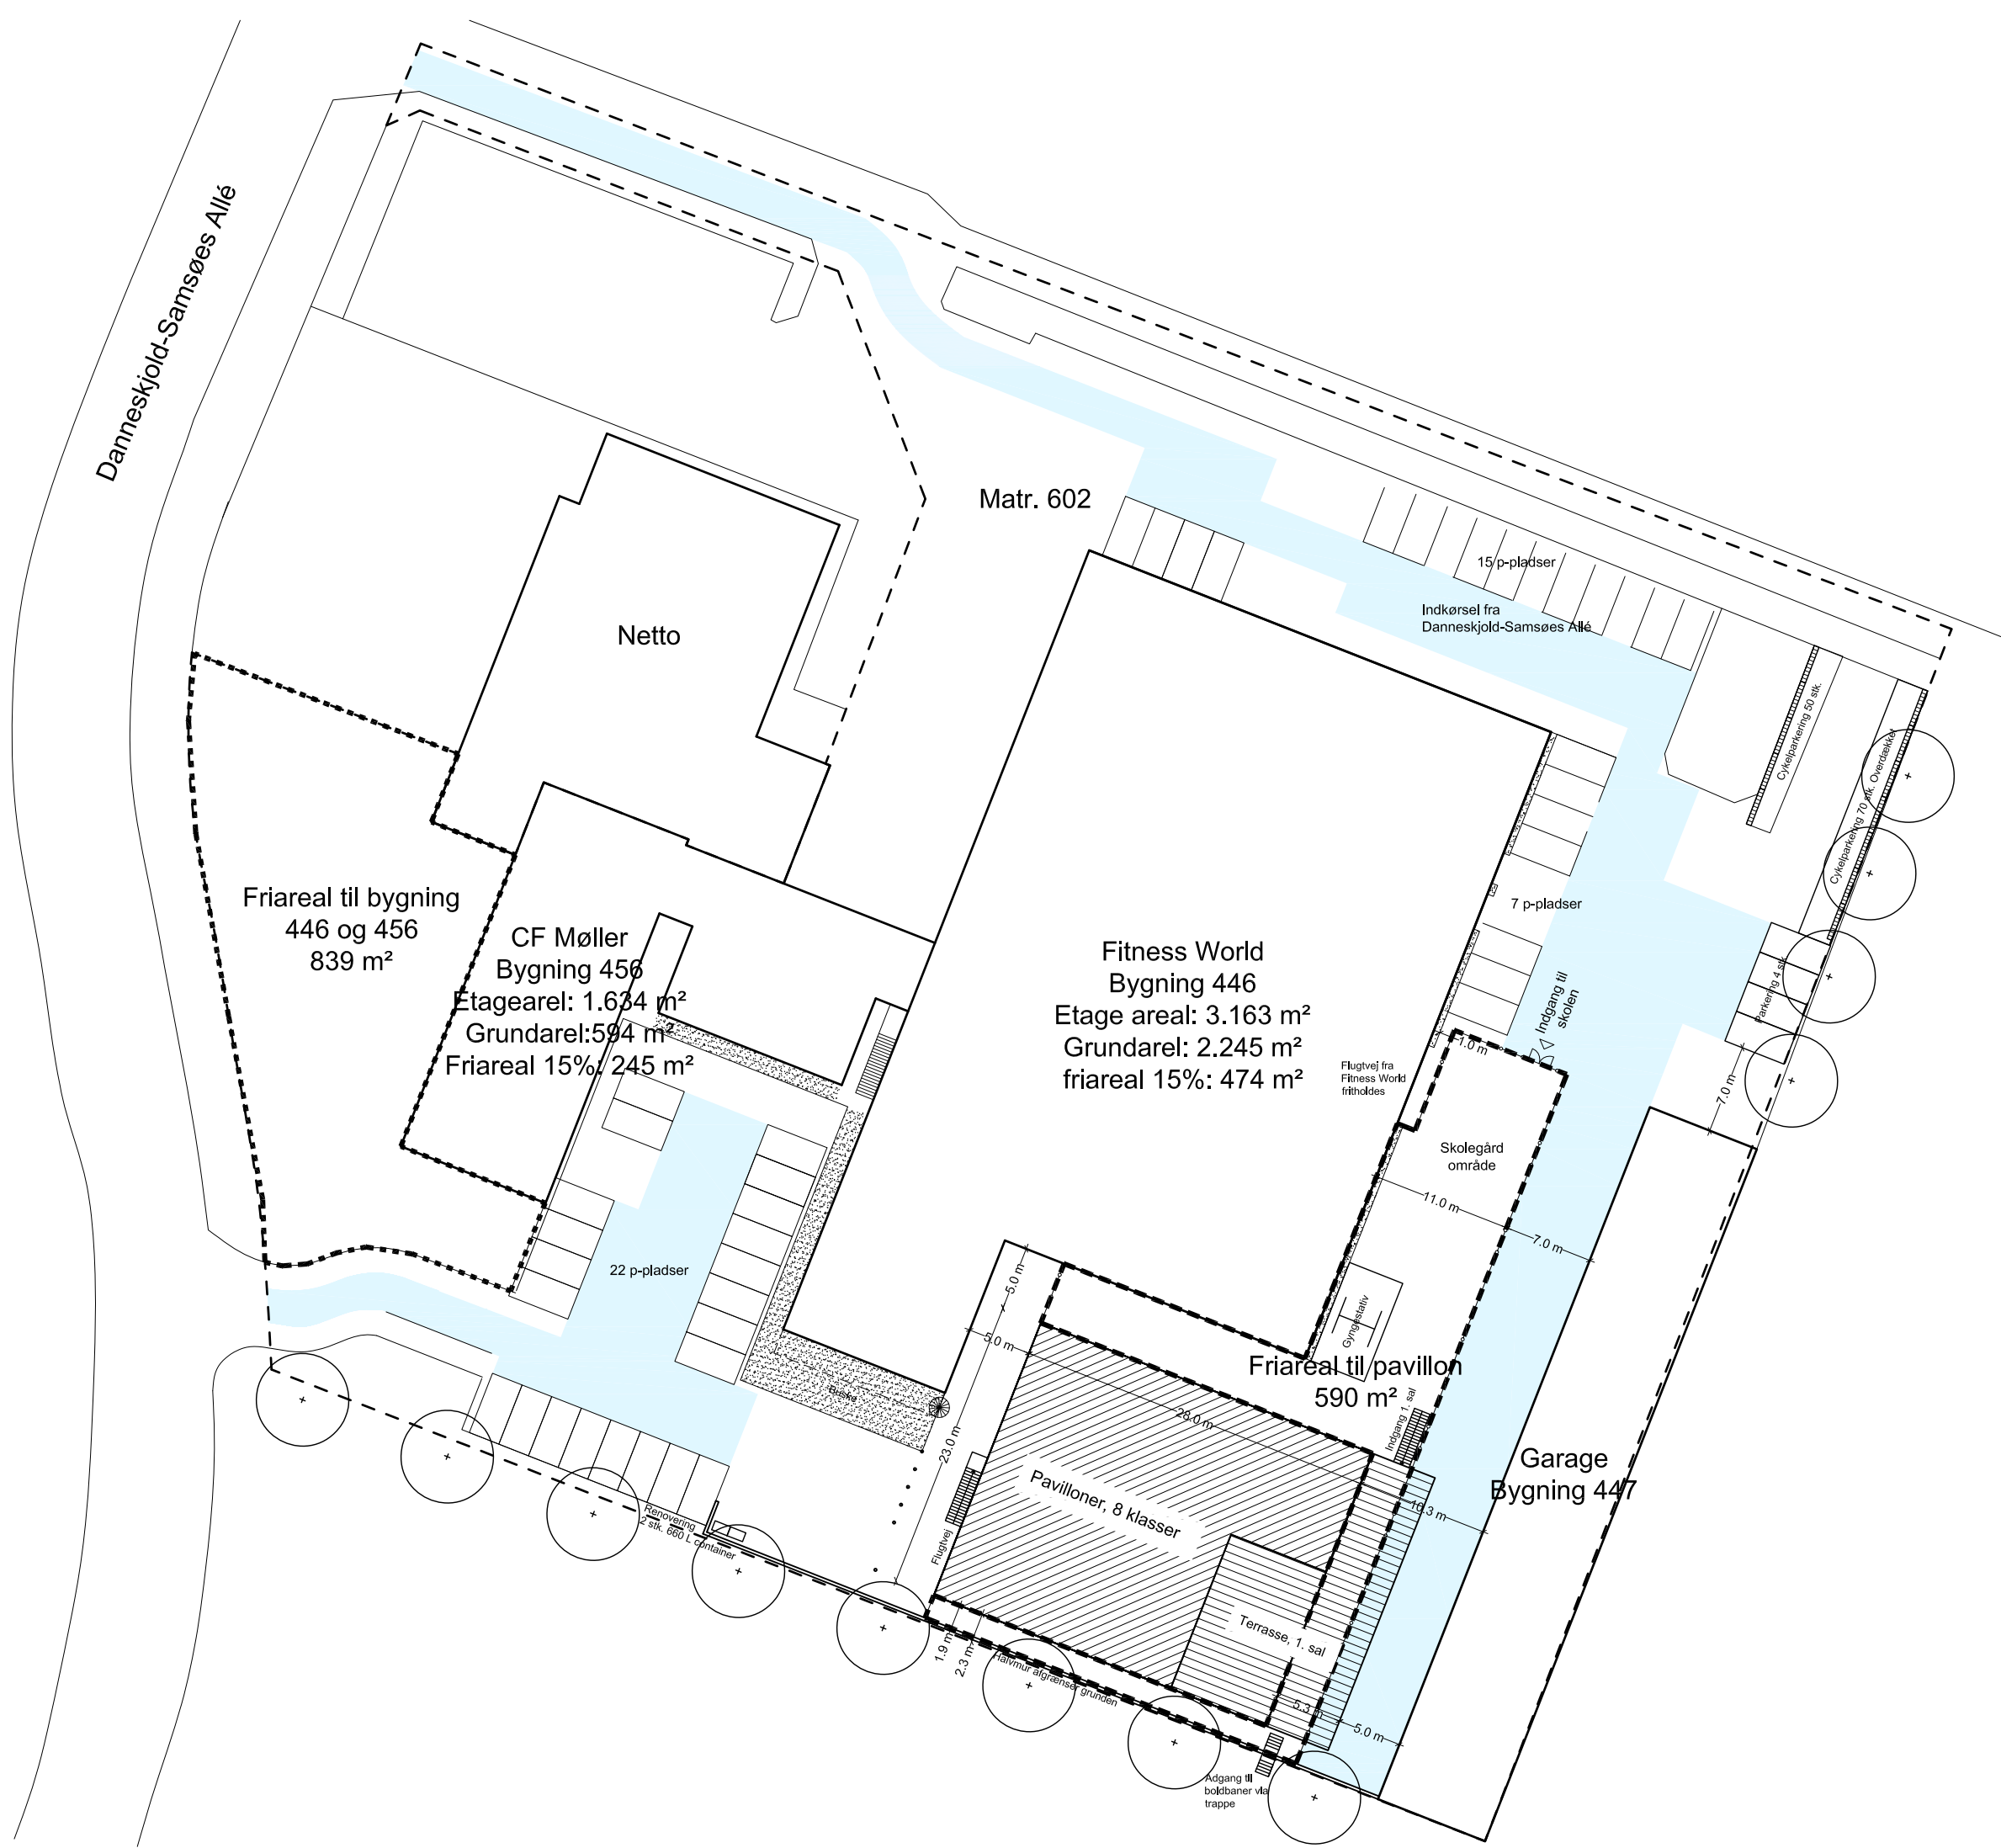 Danneskjold-Samsøes Allé
Matr. 602
15 p-pladser
Indkørsel fra
Danneskjold-Samsøes Allé
Netto
Cykelparkering 50 stk.
Cykelparkering 70 stk. Overdækket
7 p-pladser
Friareal til bygning
446 og 456
839 m²
CF Møller
Bygning 456
Etagearel: 1.634 m²
Grundarel:594 m²
Friareal 15%: 245 m²
Fitness World
Bygning 446
Etage areal: 3.163 m²
Grundarel: 2.245 m²
friareal 15%: 474 m²
Indgang til
skolen
Parkering 4 stk.
1.0 m
7.0 m
Flugtvej fra
Fitness World
fritholdes
Skolegård
område
11.0 m
7.0 m
22 p-pladser
5.0 m
5.0 m
Gyngestativ
Friareal til pavillon
590 m²
Indgang 1. sal
28.0 m
23.0 m
Pavilloner, 8 klasser
10.3 m
Garage
Bygning 447
Renovering
2 stk. 660 L container
Flugtvej
Terrasse, 1. sal
1.9 m
2.3 m
Halvmur afgrænser grunden
5.3 m
5.0 m
Adgang til
boldbaner via
trappe